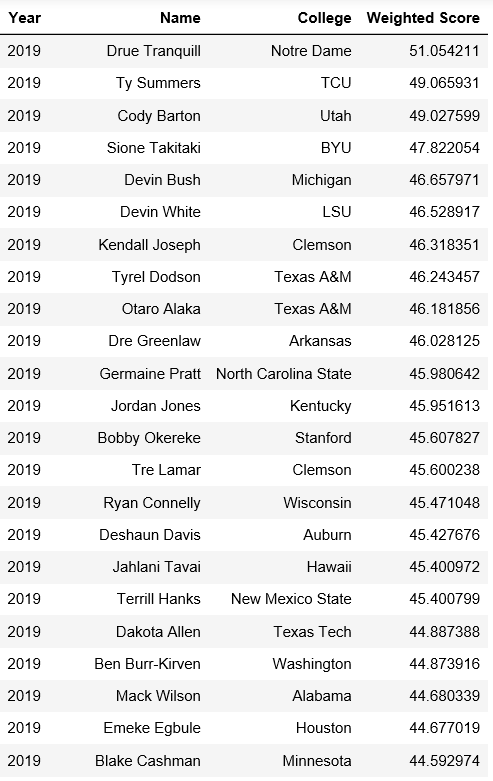 Year Name College Weighted Score
2019 Drue Tranquill Notre Dame 51.054211
2019 Ty Summers TCU 49.065931
2019 Cody Barton Utah 49.027599
2019 Sione Takitaki BYU 47.822054
2019 Devin Bush Michigan 46.657971
2019 Devin White LSU 46.528917
2019 Kendall Joseph Clemson 46.318351
2019 Tyrel Dodson Texas A&M 46.243457
2019 Otaro Alaka Texas A&M 46.181856
2019 Dre Greenlaw Arkansas 46.028125
2019 Germaine Pratt North Carolina State 45.980642
2019 Jordan Jones Kentucky 45.951613
2019 Bobby Okereke Stanford 45.607827
2019 Tre Lamar Clemson 45.600238
2019 Ryan Connelly Wisconsin 45.471048
2019 Deshaun Davis Auburn 45.427676
2019 Jahlani Tavai Hawaii 45.400972
2019 Terrill Hanks New Mexico State 45.400799
2019 Dakota Allen Texas Tech 44.887388
2019 Ben Burr-Kirven Washington 44.873916
2019 Mack Wilson Alabama 44.680339
2019 Emeke Egbule Houston 44.677019
2019 Blake Cashman Minnesota 44.592974